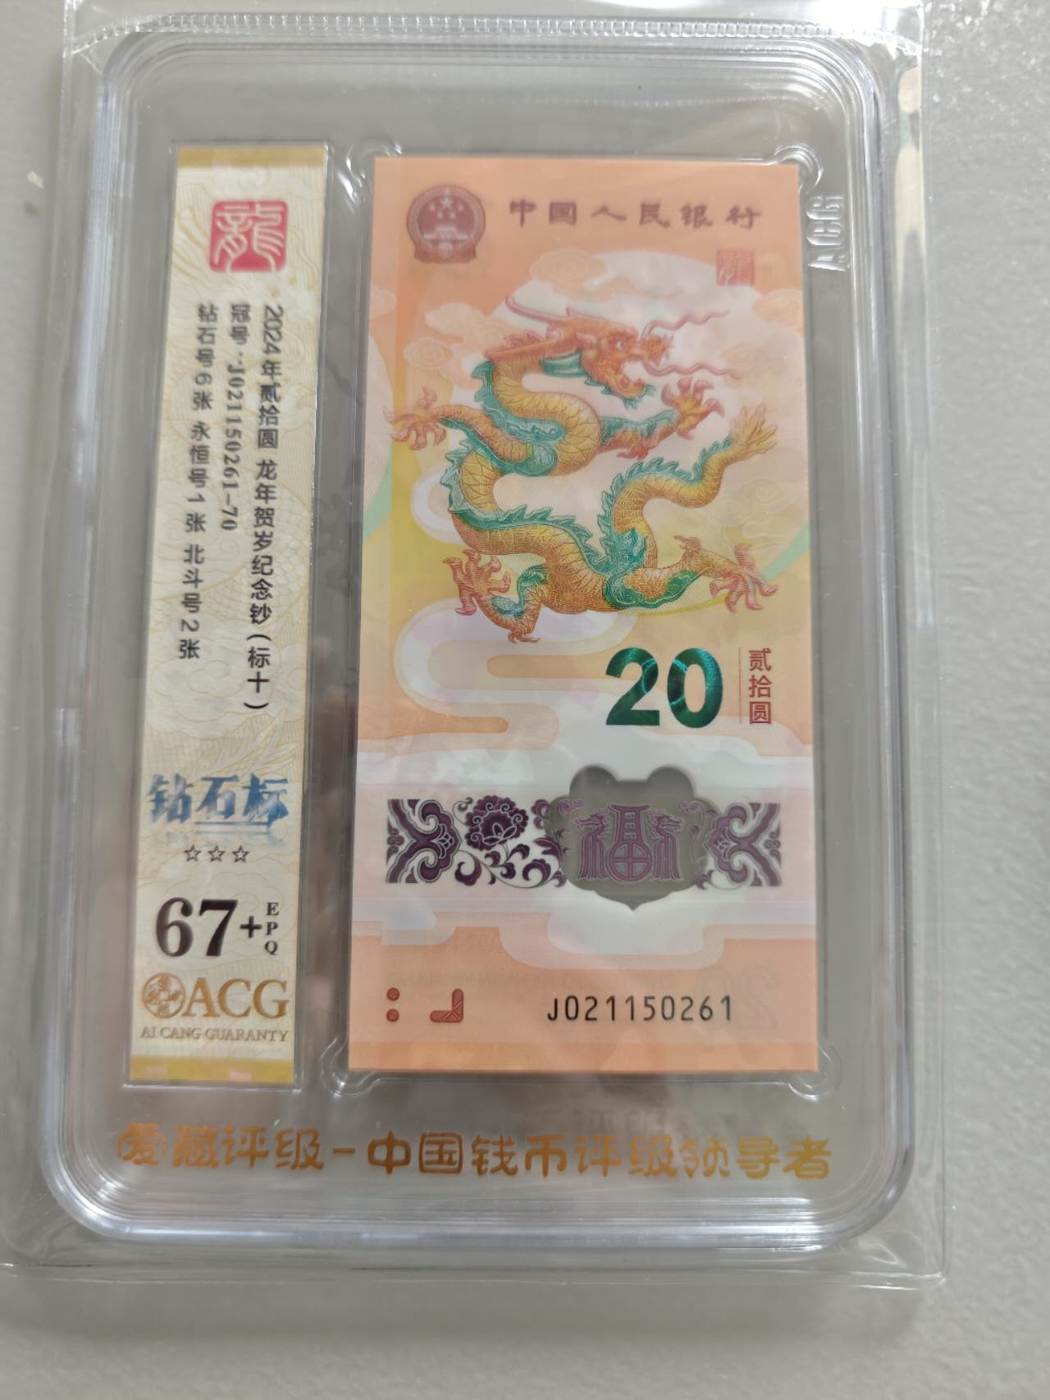 龍
2024年贰拾圆 龙年贺岁纪念钞(标十)
冠号:J021150261-70
钻石号6张 永恒号1张 北斗号2张
钻石标
☆☆☆
67+
EPQ
ACG
AI CANG GUARANTY
中国人民银行
20
贰拾圆
福
J021150261
ACG
爱藏评级-中国钱币评级领导者